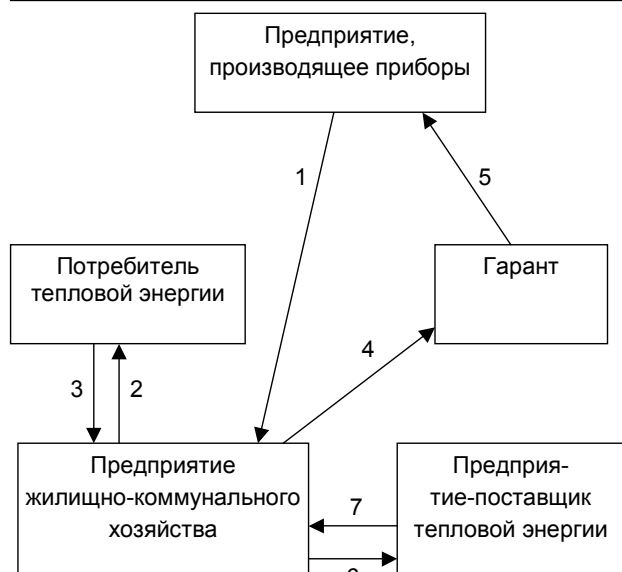 Предприятие,
производящее приборы
1
5
Потребитель
тепловой энергии
Гарант
4
3
2
Предприятие
жилищно-коммунального
хозяйства
Предприя-
тие-поставщик
тепловой энергии
7